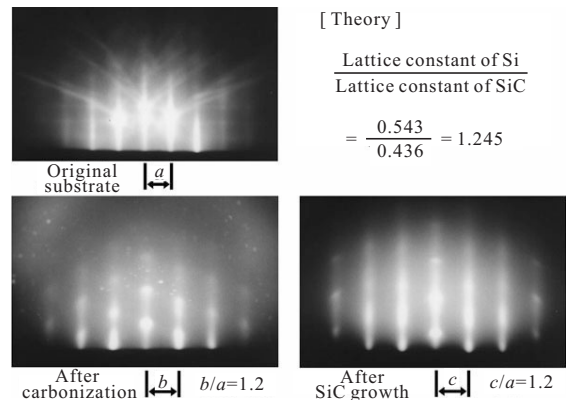 [ Theory ]
Lattice constant of Si
Lattice constant of SiC
= 0.543
0.436 = 1.245
Original
substrate
a
After
carbonization
b
b/a=1.2
After
SiC growth
c
c/a=1.2